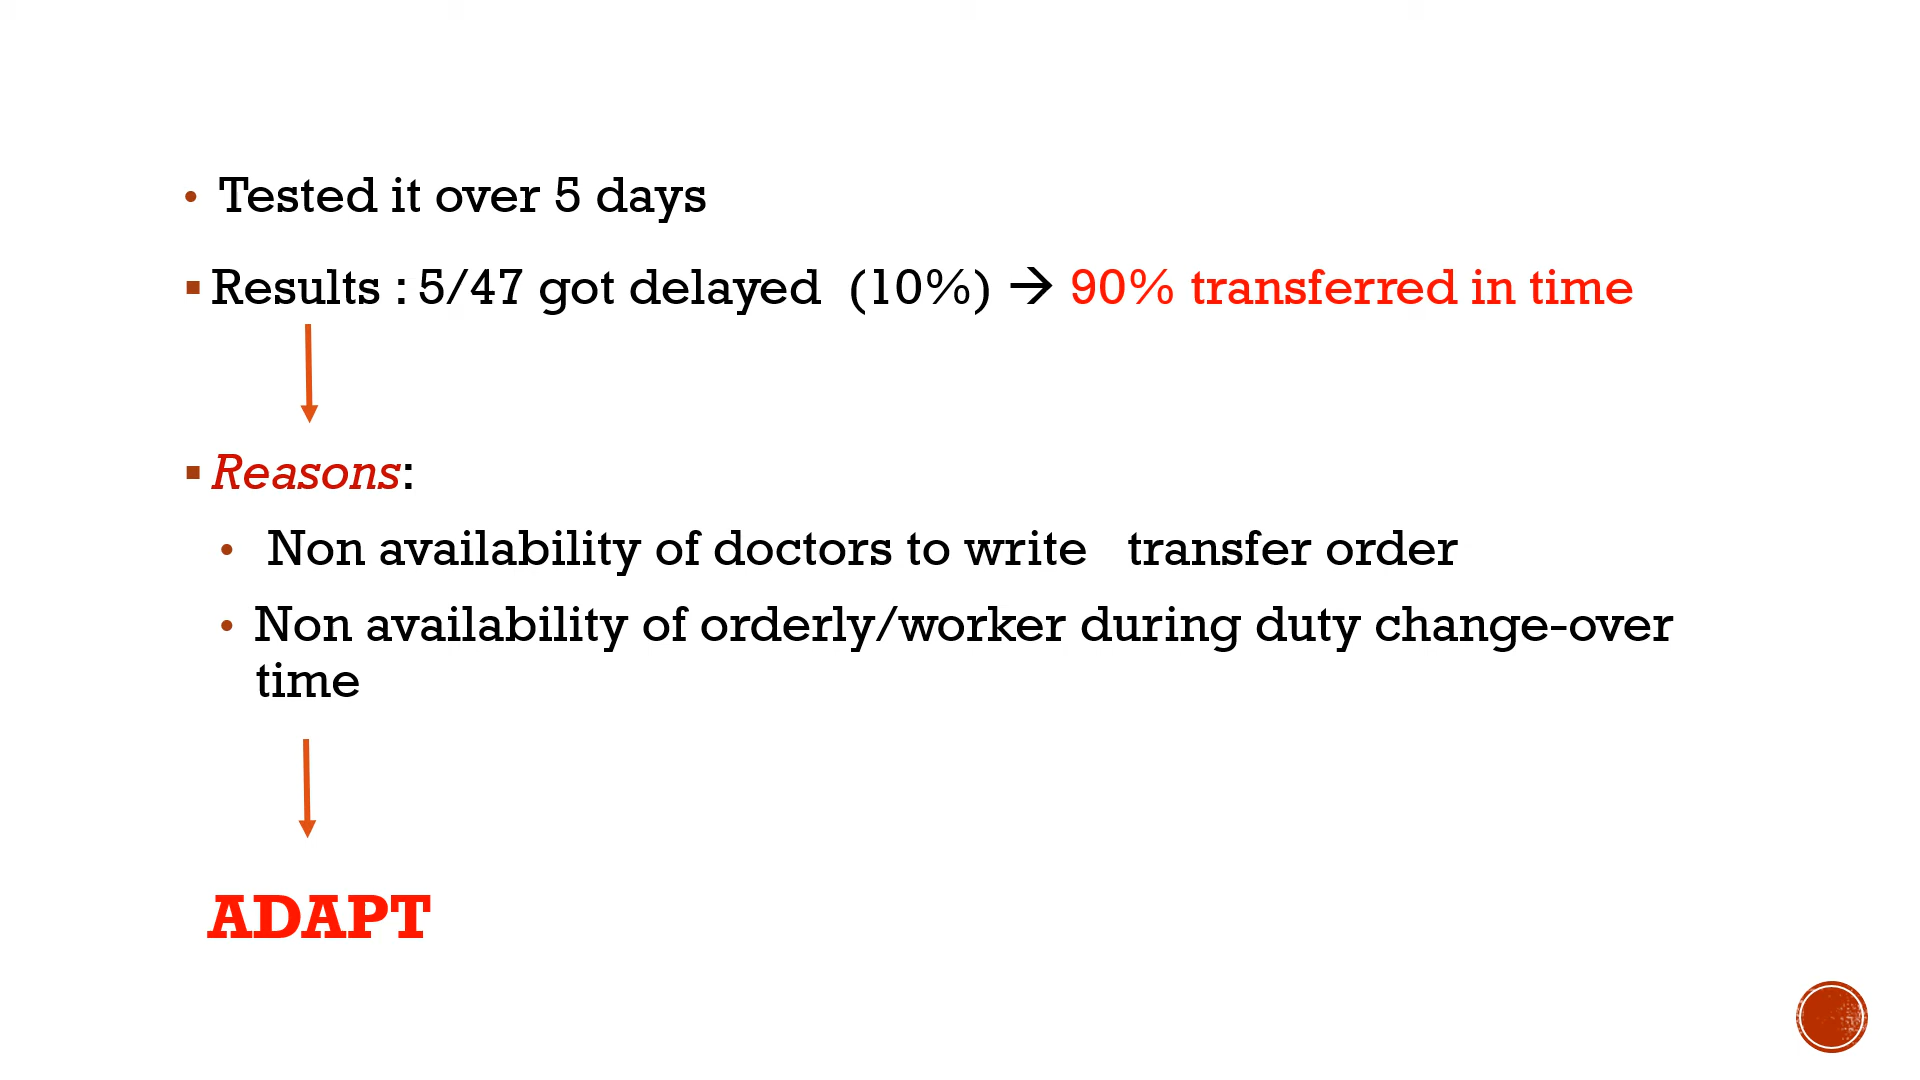 • Tested it over 5 days
▪ Results : 5/47 got delayed (10%) → 90% transferred in time
▪ Reasons:
• Non availability of doctors to write transfer order
• Non availability of orderly/worker during duty change-over
time
ADAPT